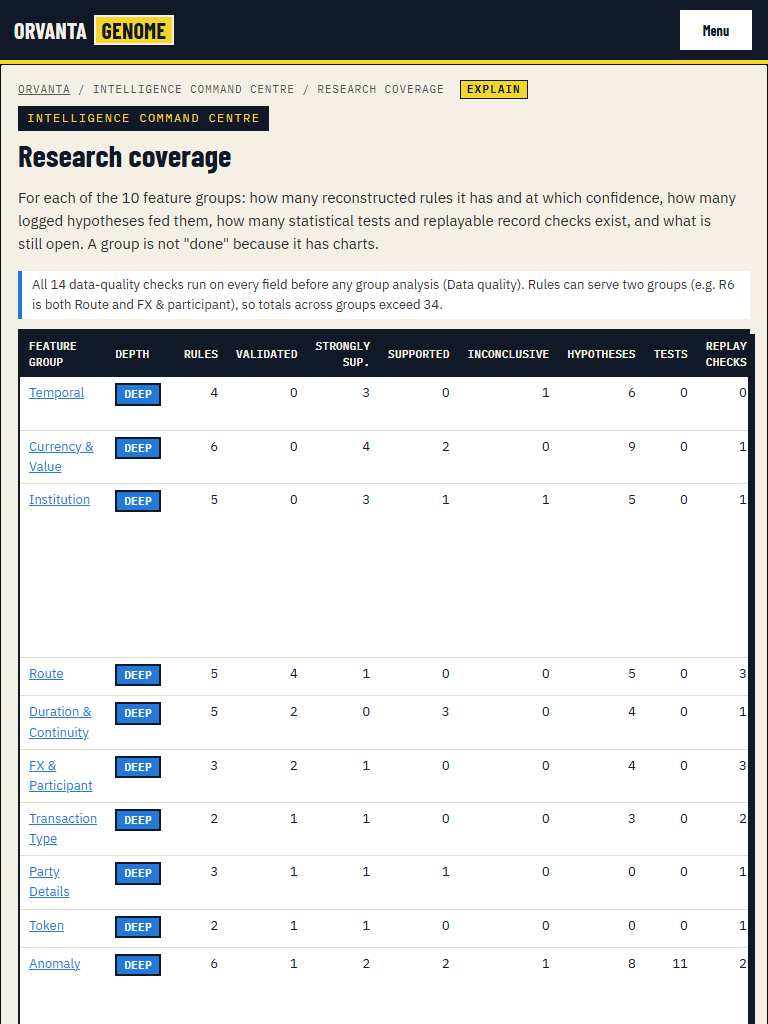 ORVANTA GENOME
Menu
ORVANTA / INTELLIGENCE COMMAND CENTRE / RESEARCH COVERAGE EXPLAIN
INTELLIGENCE COMMAND CENTRE
Research coverage
For each of the 10 feature groups: how many reconstructed rules it has and at which confidence, how many
logged hypotheses fed them, how many statistical tests and replayable record checks exist, and what is
still open. A group is not "done" because it has charts.
All 14 data-quality checks run on every field before any group analysis (Data quality). Rules can serve two groups (e.g. R6
is both Route and FX & participant), so totals across groups exceed 34.
FEATURE GROUP DEPTH RULES VALIDATED STRONGLY SUP. SUPPORTED INCONCLUSIVE HYPOTHESES TESTS REPLAY CHECKS
Temporal DEEP 4 0 3 0 1 6 0 0
Currency & Value DEEP 6 0 4 2 0 9 0 1
Institution DEEP 5 0 3 1 1 5 0 1
Route DEEP 5 4 1 0 0 5 0 3
Duration & Continuity DEEP 5 2 0 3 0 4 0 1
FX & Participant DEEP 3 2 1 0 0 4 0 3
Transaction Type DEEP 2 1 1 0 0 3 0 2
Party Details DEEP 3 1 1 1 0 0 0 1
Token DEEP 2 1 1 0 0 0 0 1
Anomaly DEEP 6 1 2 2 1 8 11 2